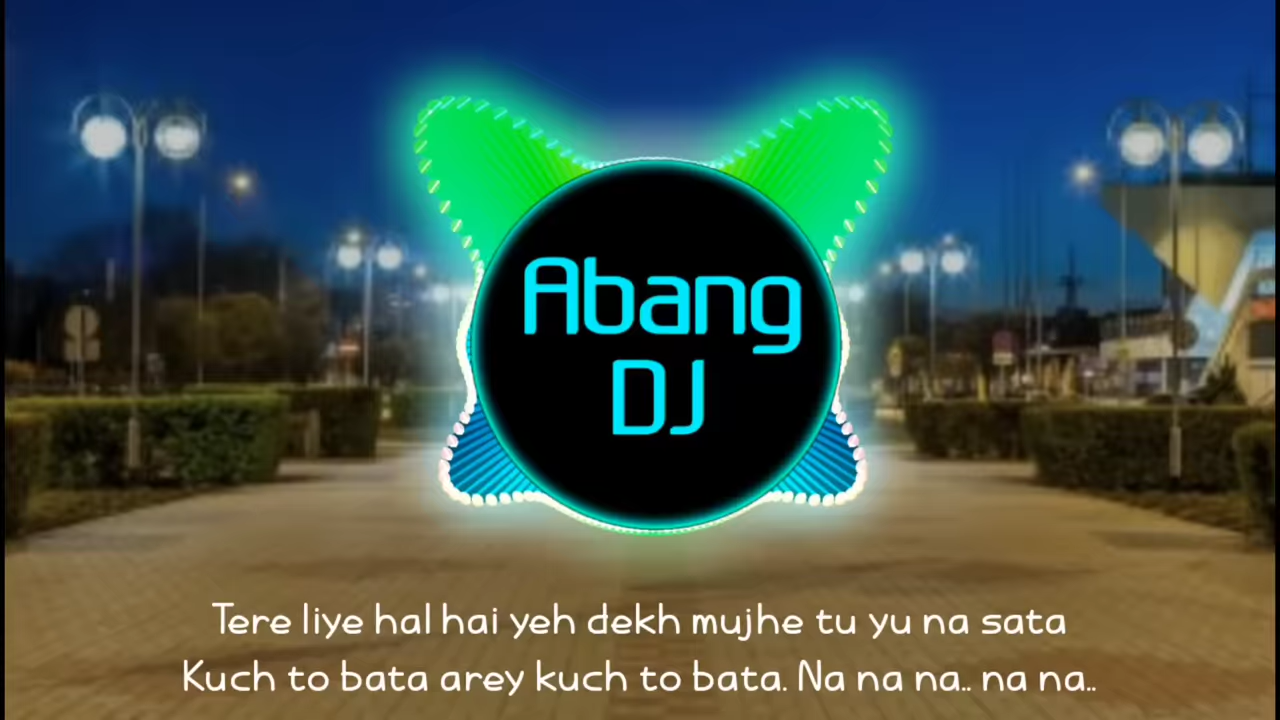 Abang
DJ
Tere liye hal hai yeh dekh mujhe tu yu na sata
Kuch to bata arey kuch to bata. Na na na.. na na..